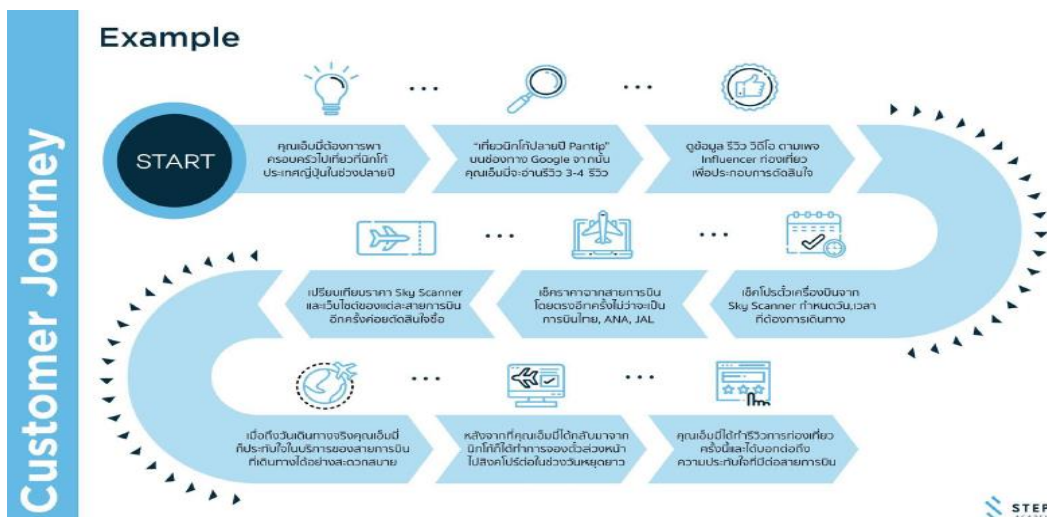 Customer Journey
Example
START
คุณเอ็มมี่ต้องการพา
ครอบครัวไปเที่ยวที่นิกโก้
ประเทศญี่ปุ่นในช่วงปลายปี
"เที่ยวนิกโก้ปลายปี Pantip"
บนช่องทาง Google จากนั้น
คุณเอ็มมี่จะอ่านรีวิว 3-4 รีวิว
ดูข้อมูล รีวิว วิดีโอ ตามเพจ
Influencer ท่องเที่ยว
เพื่อประกอบการตัดสินใจ
เช็คโปรตั๋วเครื่องบินจาก
Sky Scanner กำหนดวัน,เวลา
ที่ต้องการเดินทาง
เช็คราคาจากสายการบิน
โดยตรงอีกครั้งไม่ว่าจะเป็น
การบินไทย, ANA, JAL
เปรียบเทียบราคา Sky Scanner
และเว็บไซต์ของแต่ละสายการบิน
อีกครั้งค่อยตัดสินใจซื้อ
เมื่อถึงวันเดินทางจริงคุณเอ็มมี่
ก็ประทับใจในบริการของสายการบิน
ที่เดินทางได้อย่างสะดวกสบาย
หลังจากที่คุณเอ็มมี่ได้กลับมาจาก
นิกโก้ก็ได้ทำการจองตั๋วล่วงหน้า
ไปสิงคโปร์ต่อในช่วงวันหยุดยาว
คุณเอ็มมี่ได้ทำรีวิวการท่องเที่ยว
ครั้งนี้และได้บอกต่อถึง
ความประทับใจที่มีต่อสายการบิน
STEP